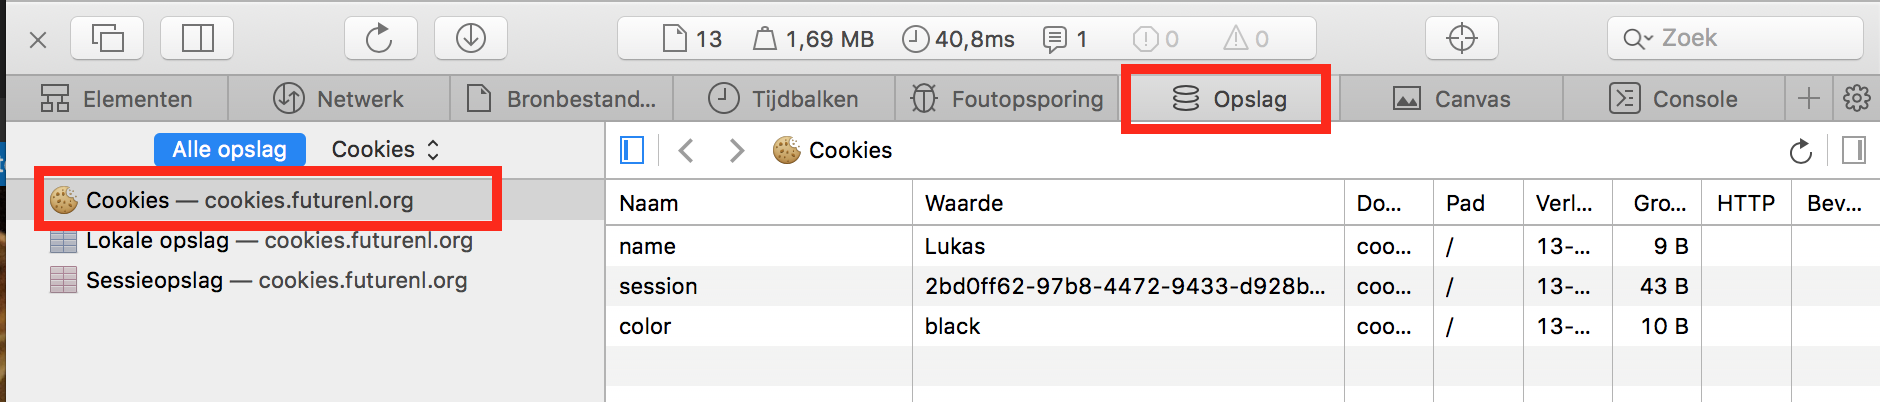 13 1,69 MB 40,8ms 1 0 0 Zoek
Elementen Netwerk Bronbestand... Tijdbalken Foutopsporing Opslag Canvas Console
Alle opslag Cookies
Cookies
Cookies — cookies.futurenl.org
Lokale opslag — cookies.futurenl.org
Sessieopslag — cookies.futurenl.org
Naam Waarde Do... Pad Verl... Gro... HTTP Bev...
name Lukas coo... / 13-... 9 B
session 2bd0ff62-97b8-4472-9433-d928b... coo... / 13-... 43 B
color black coo... / 13-... 10 B